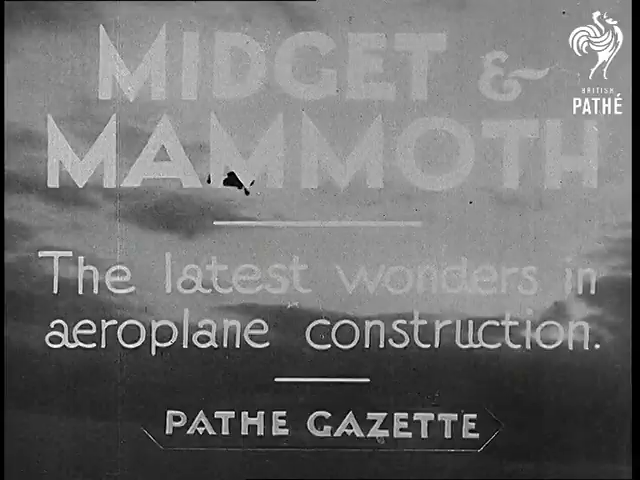 MIDGET &
MAMMOTH
The latest wonders in
aeroplane construction.
PATHE GAZETTE
BRITISH
PATHÉ